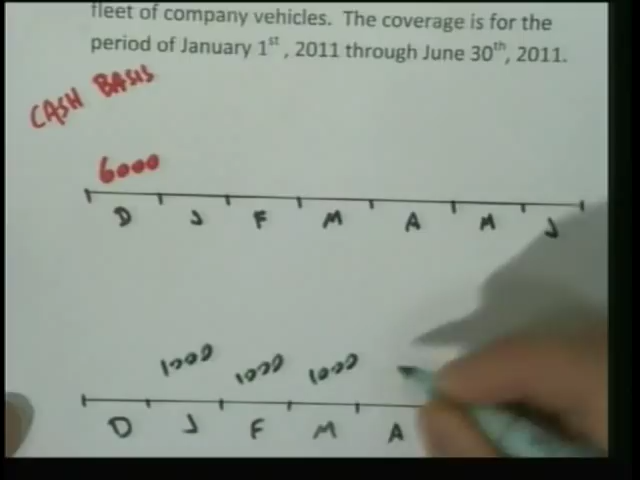 fleet of company vehicles. The coverage is for the
period of January 1st, 2011 through June 30th, 2011.
CASH BASIS
6000
D J F M A M J
1000 1000 1000
D J F M A